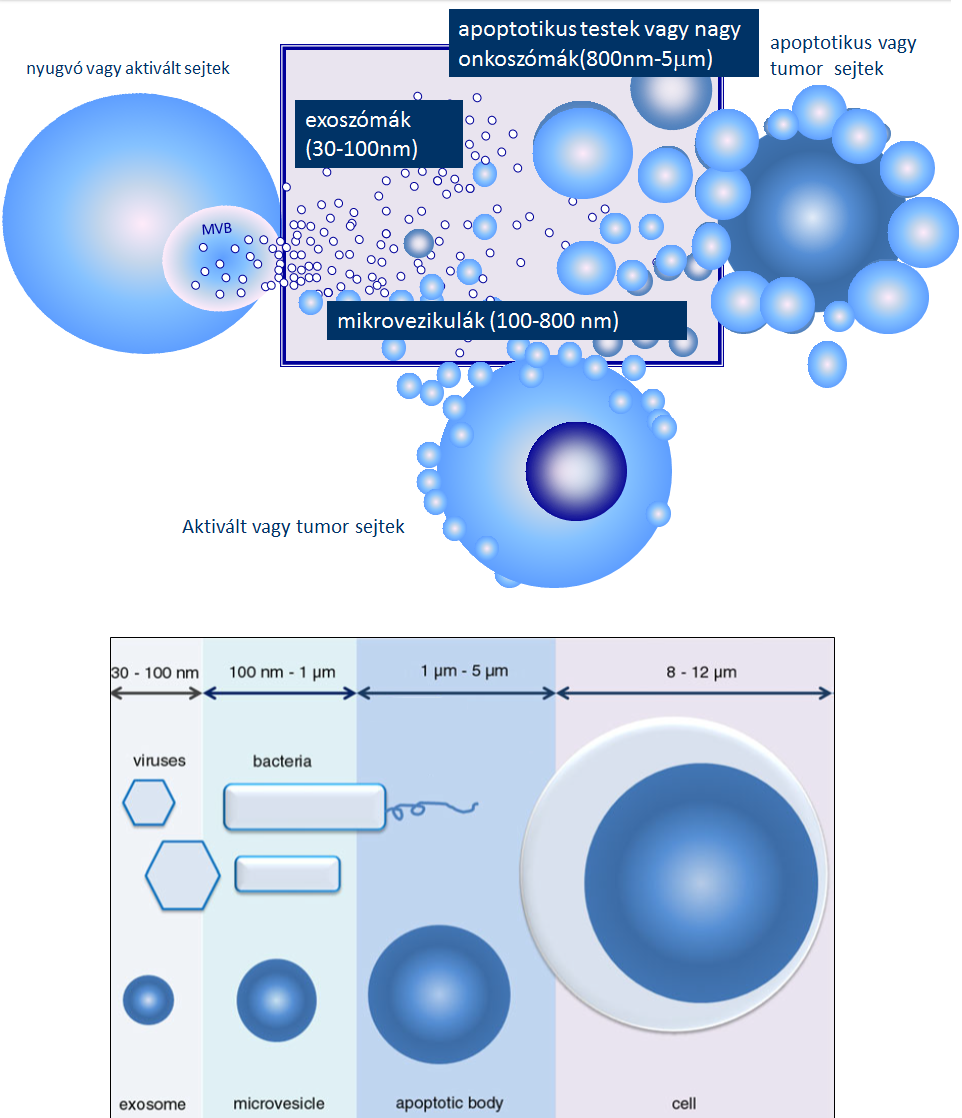 apoptotikus testek vagy nagy
onkoszómák(800nm-5µm)
apoptotikus vagy
tumor sejtek
nyugvó vagy aktivált sejtek
exoszómák
(30-100nm)
MVB
mikrovezikulák (100-800 nm)
Aktivált vagy tumor sejtek
30 - 100 nm
100 nm - 1 µm
1 µm - 5 µm
8 - 12 µm
viruses
bacteria
exosome
microvesicle
apoptotic body
cell